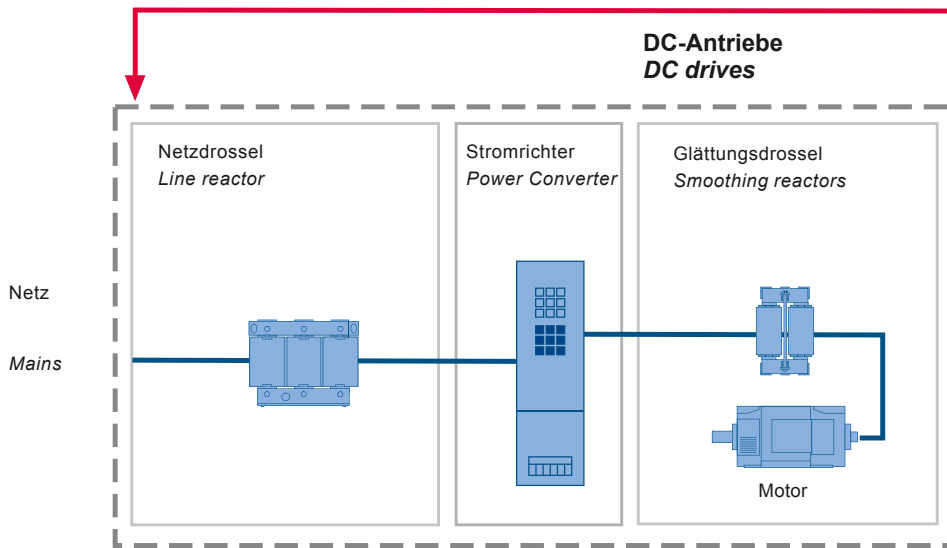 DC-Antriebe
DC drives
Netzdrossel
Line reactor
Stromrichter
Power Converter
Glättungsdrossel
Smoothing reactors
Netz
Mains
Motor